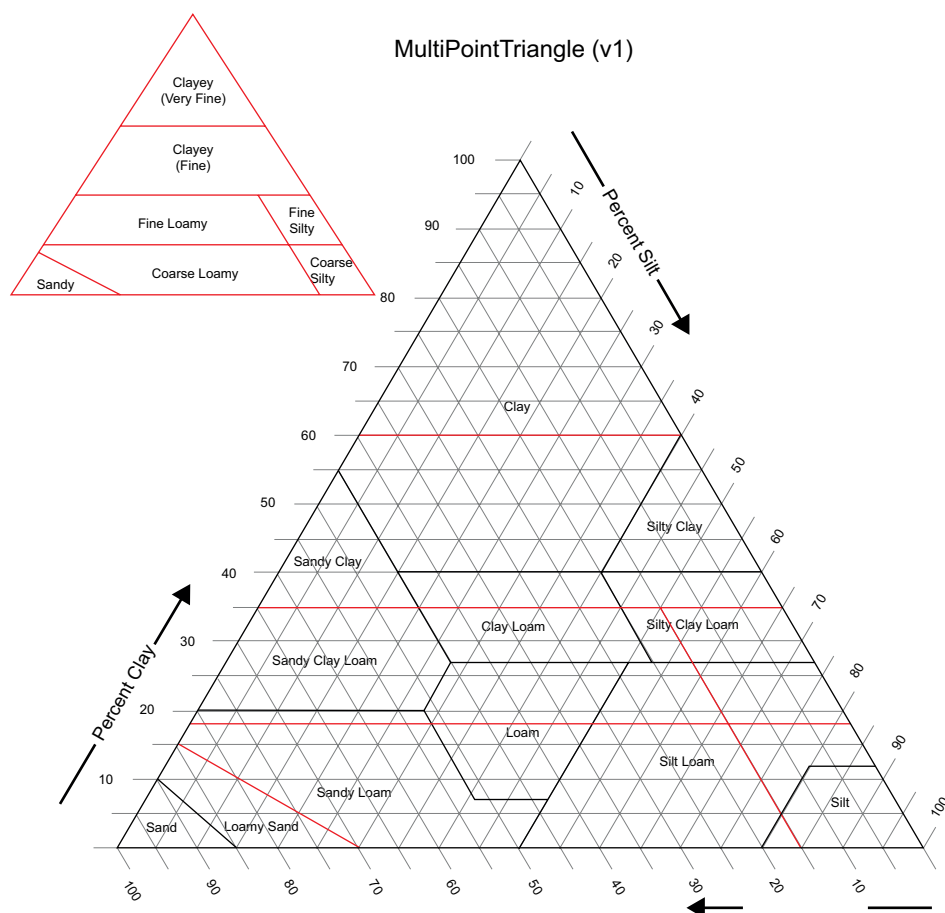 MultiPointTriangle (v1)
Clayey
(Very Fine)
Clayey
(Fine)
Fine Loamy
Fine
Silty
Coarse Loamy
Coarse
Silty
Sandy
100
90
80
70
60
50
40
30
20
10
Percent Clay
10
20
30
40
50
60
70
80
90
100
Percent Silt
Clay
Silty Clay
Sandy Clay
Clay Loam
Silty Clay Loam
Sandy Clay Loam
Loam
Silt Loam
Sandy Loam
Silt
Sand
Loamy Sand
100
90
80
70
60
50
40
30
20
10